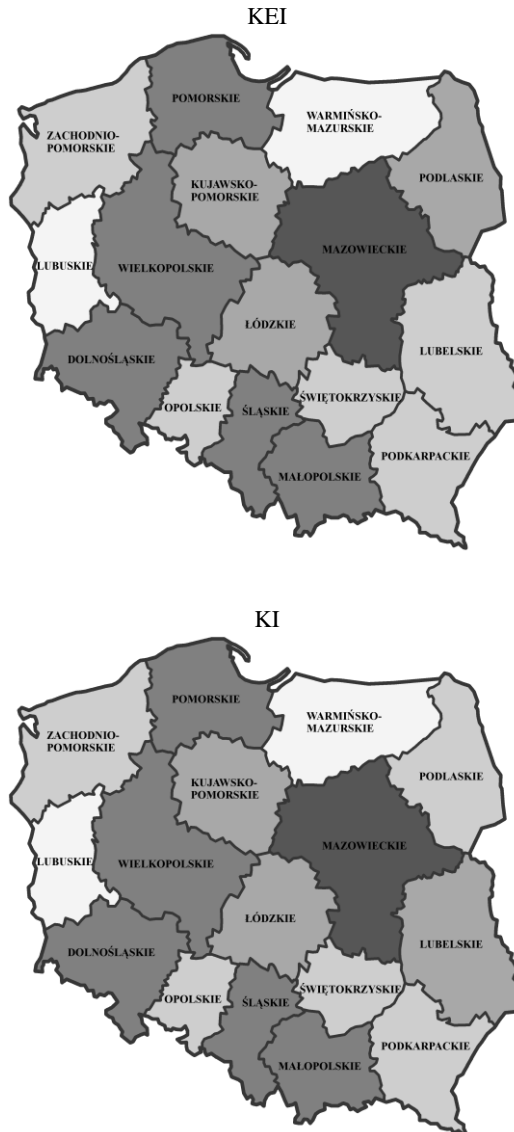 KEI
POMORSKIE
ZACHODNIO-
POMORSKIE
WARMIŃSKO-
MAZURSKIE
KUJAWSKO-
POMORSKIE
PODLASKIE
MAZOWIECKIE
LUBUSKIE
WIELKOPOLSKIE
ŁÓDZKIE
LUBELSKIE
DOLNOŚLĄSKIE
OPOLSKIE
ŚLĄSKIE
ŚWIĘTOKRZYSKIE
PODKARPACKIE
MAŁOPOLSKIE
KI
POMORSKIE
ZACHODNIO-
POMORSKIE
WARMIŃSKO-
MAZURSKIE
KUJAWSKO-
POMORSKIE
PODLASKIE
MAZOWIECKIE
LUBUSKIE
WIELKOPOLSKIE
ŁÓDZKIE
LUBELSKIE
DOLNOŚLĄSKIE
OPOLSKIE
ŚLĄSKIE
ŚWIĘTOKRZYSKIE
PODKARPACKIE
MAŁOPOLSKIE